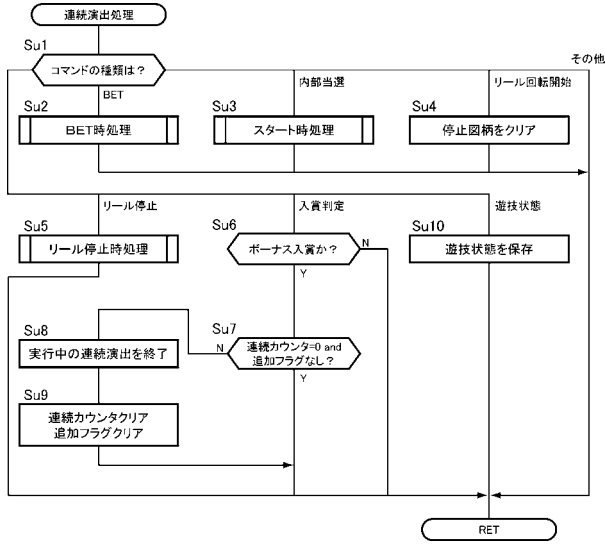 連続演出処理
Su1
コマンドの種類は？
その他
BET
内部当選
リール回転開始
Su2
BET時処理
Su3
スタート時処理
Su4
停止図柄をクリア
リール停止
入賞判定
遊技状態
Su5
リール停止時処理
Su6
ボーナス入賞か？
N
Y
Su10
遊技状態を保存
Su7
連続カウンタ=0 and
追加フラグなし？
N
Y
Su8
実行中の連続演出を終了
Su9
連続カウンタクリア
追加フラグクリア
RET